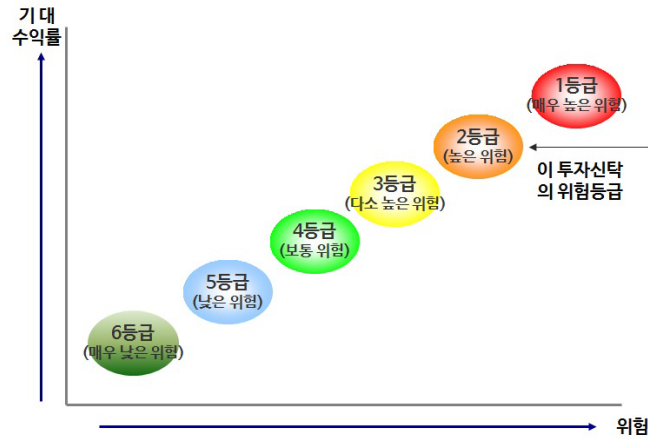 기 대
수익률
1등급
(매우 높은 위험)
2등급
(높은 위험)
이 투자신탁
의 위험등급
3등급
(다소 높은 위험)
4등급
(보통 위험)
5등급
(낮은 위험)
6등급
(매우 낮은 위험)
위험